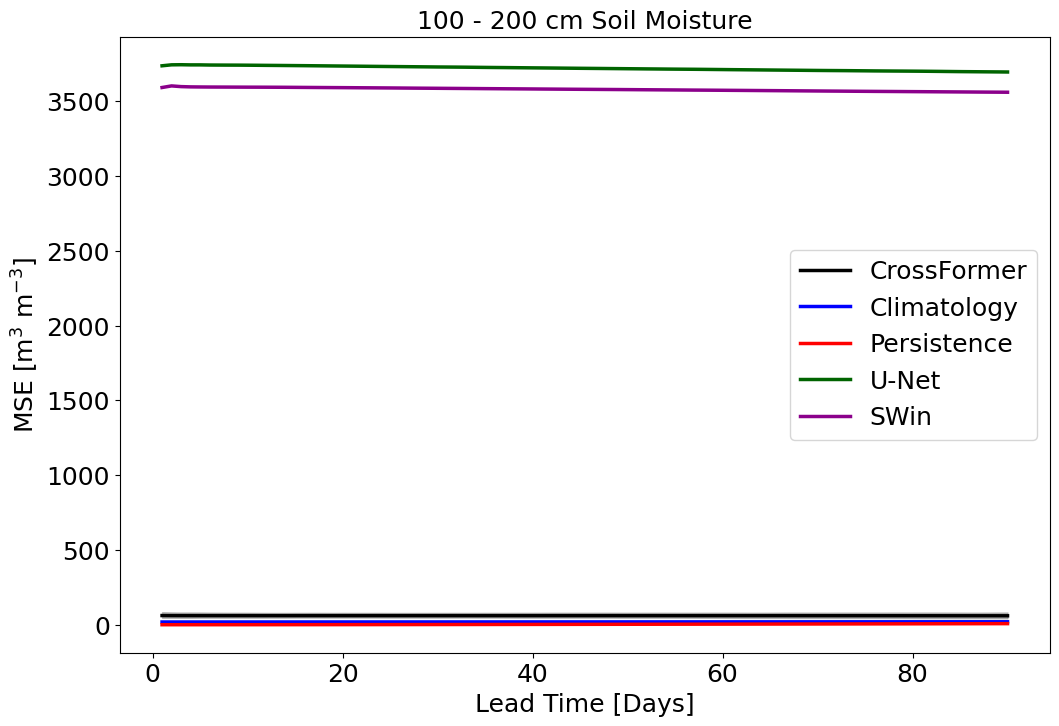 100 - 200 cm Soil Moisture
MSE [m³ m⁻³]
3500
3000
2500
2000
1500
1000
500
0
CrossFormer
Climatology
Persistence
U-Net
SWin
0 20 40 60 80
Lead Time [Days]